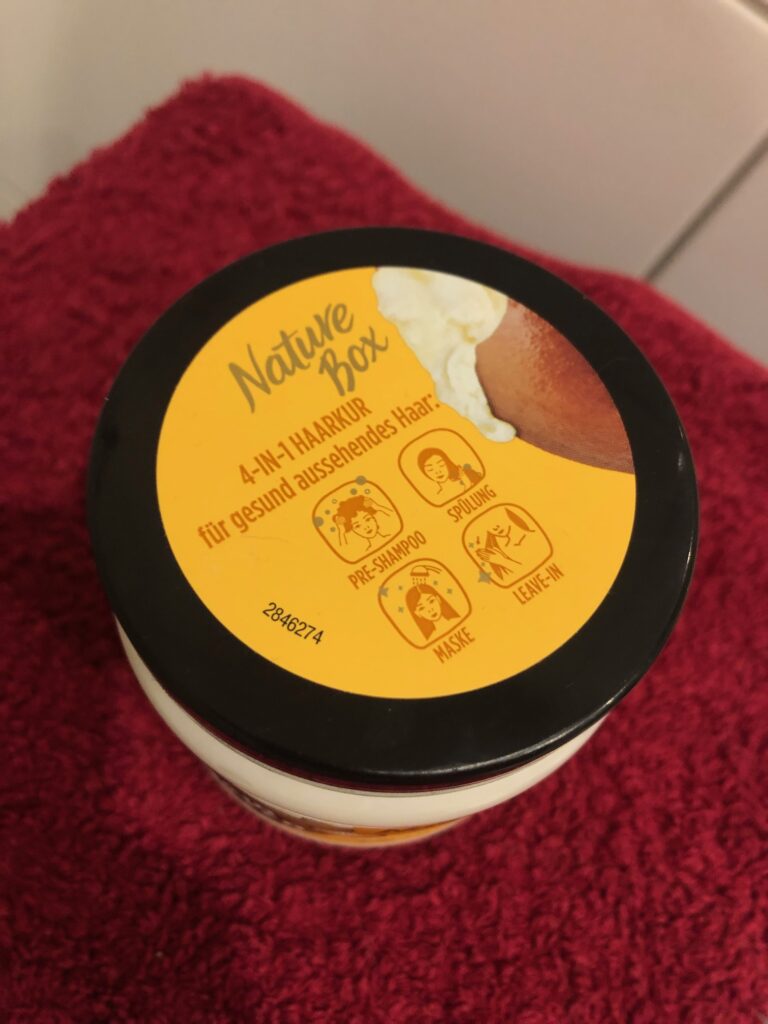 Nature
Box
4-IN-1 HAARKUR
für gesund aussehendes Haar:
PRE-SHAMPOO
SPÜLUNG
MASKE
LEAVE-IN
2846274